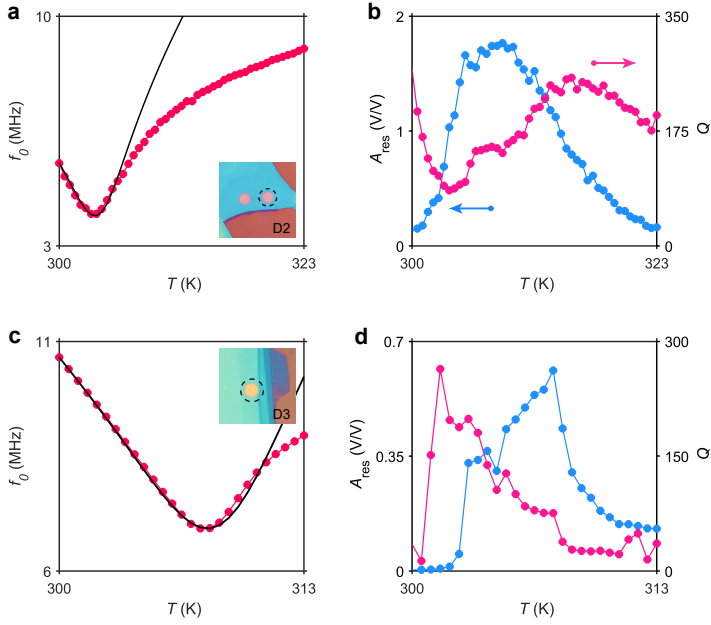 a
10
f0 (MHz)
3
300
323
T (K)
D2
b
2
350
Ares (V/V)
1
175
Q
0
0
300
323
T (K)
c
11
f0 (MHz)
6
300
313
T (K)
D3
d
0.7
300
Ares (V/V)
0.35
150
Q
0
0
300
313
T (K)